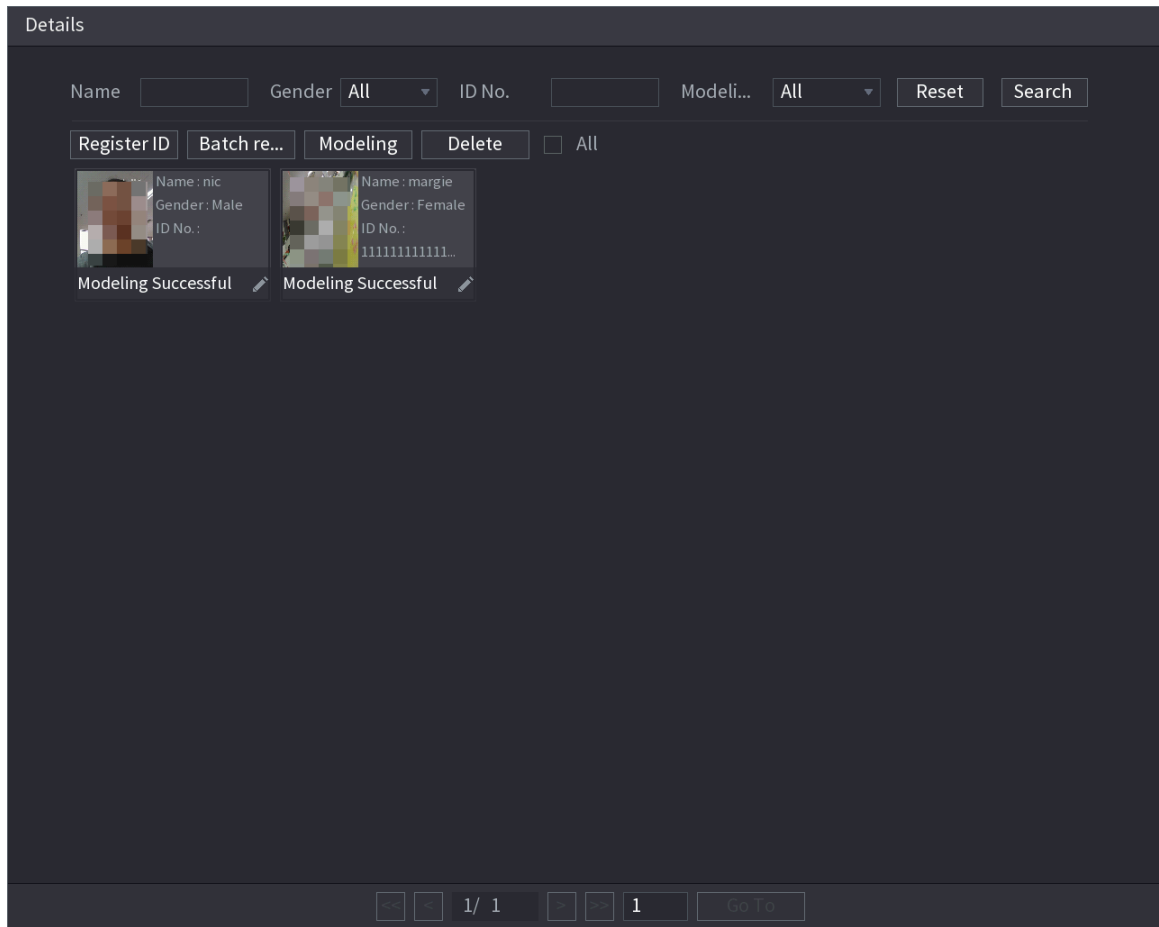 Details
Name Gender All ID No. Modeli... All Reset Search
Register ID Batch re... Modeling Delete All
Name : nic
Gender : Male
ID No. :
Modeling Successful
Name : margie
Gender : Female
ID No. :
111111111111...
Modeling Successful
<< < 1/ 1 > >> 1 Go To